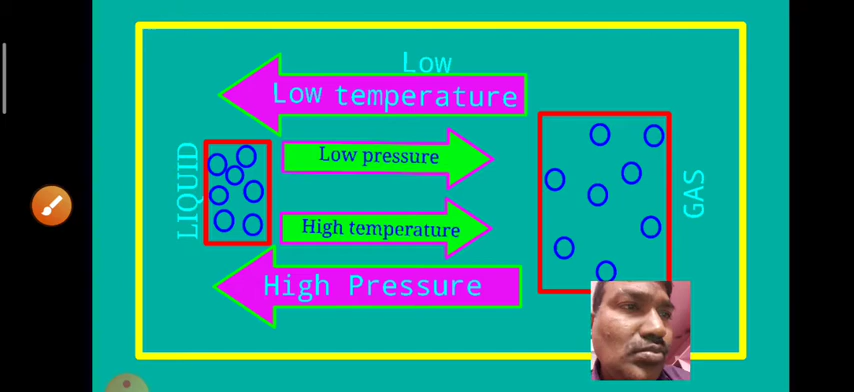 Low
Low temperature
LIQUID
Low pressure
GAS
High temperature
High Pressure